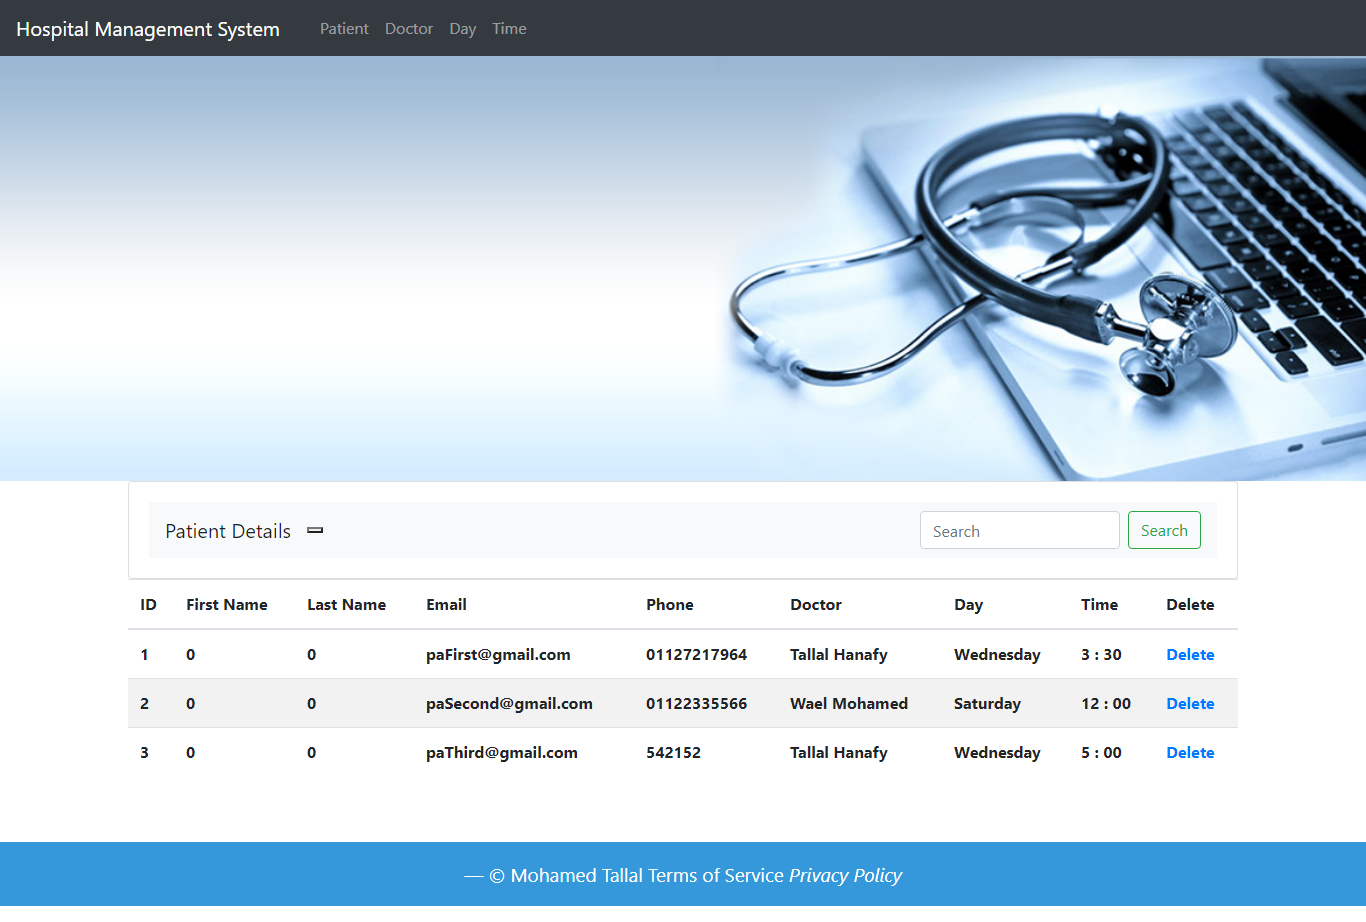 Hospital Management System Patient Doctor Day Time
Patient Details Search Search
ID First Name Last Name Email Phone Doctor Day Time Delete
1 0 0 paFirst@gmail.com 01127217964 Tallal Hanafy Wednesday 3 : 30 Delete
2 0 0 paSecond@gmail.com 01122335566 Wael Mohamed Saturday 12 : 00 Delete
3 0 0 paThird@gmail.com 542152 Tallal Hanafy Wednesday 5 : 00 Delete
— © Mohamed Tallal Terms of Service Privacy Policy